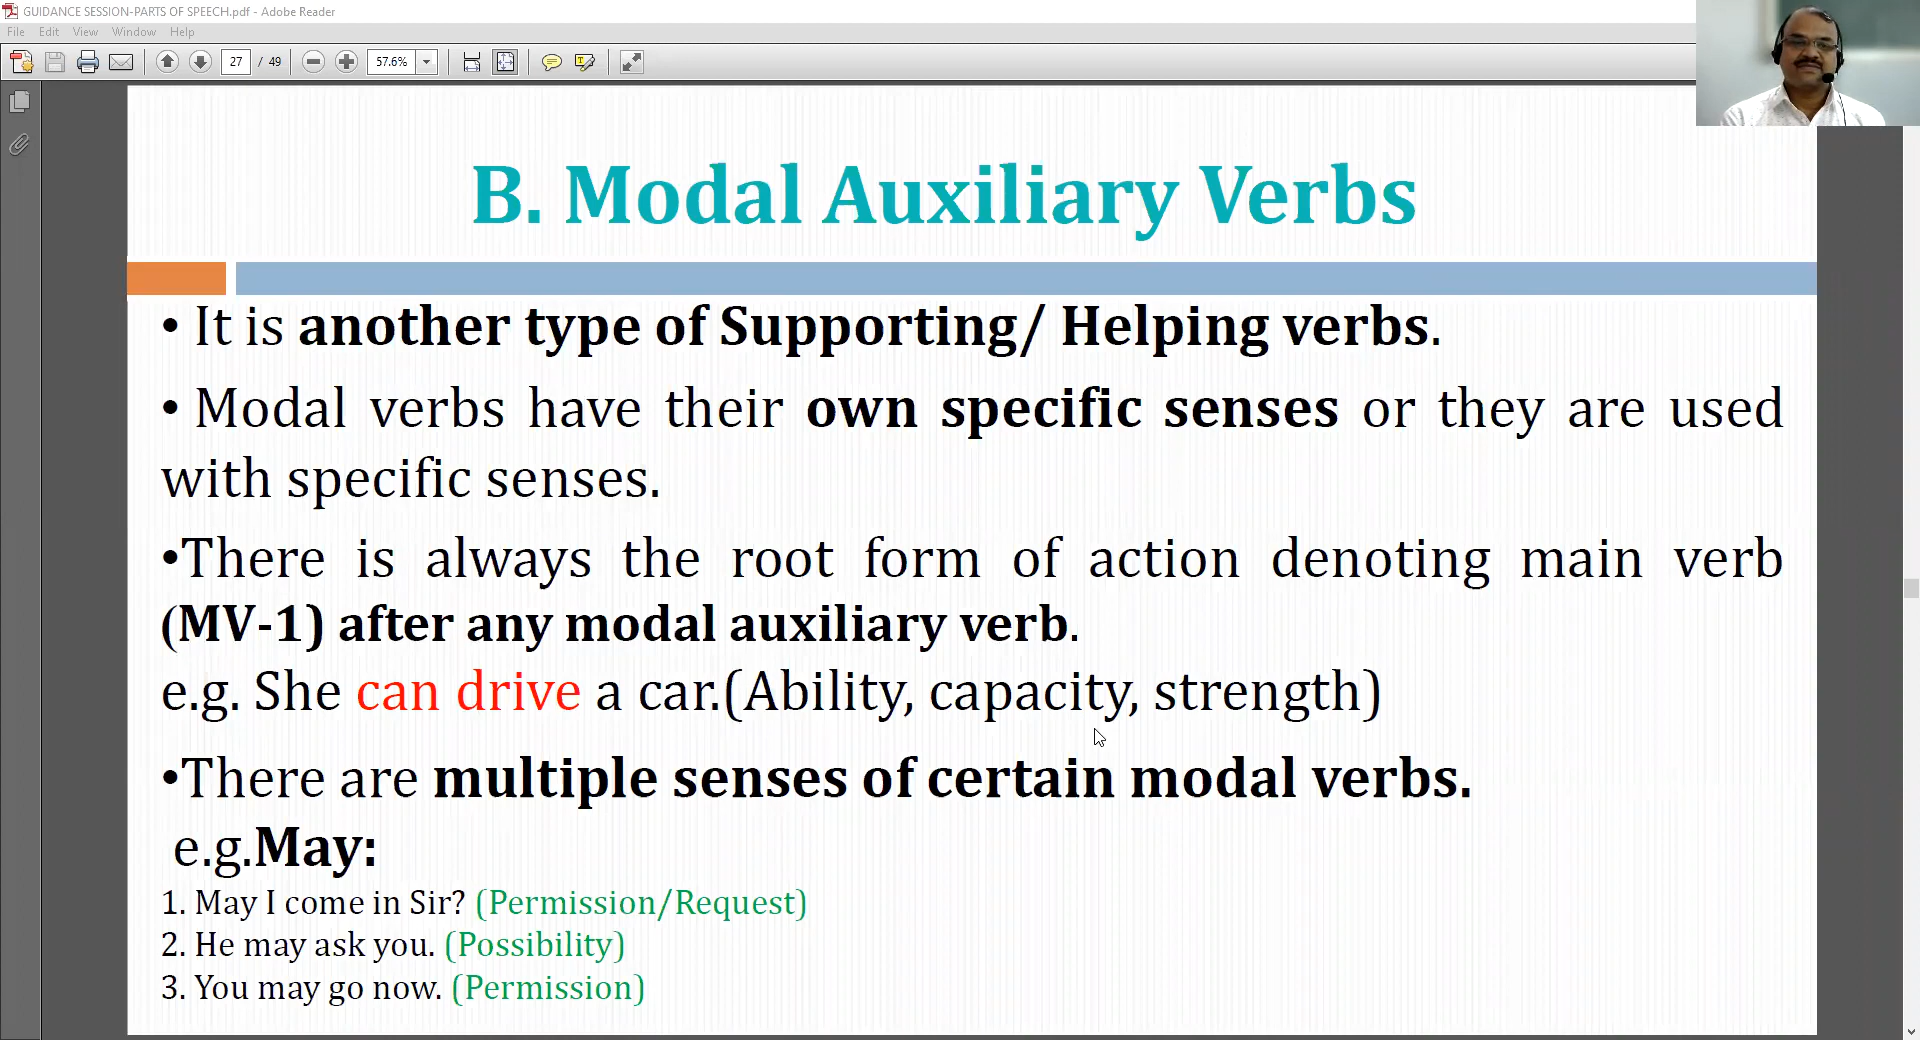 GUIDANCE SESSION-PARTS OF SPEECH.pdf - Adobe Reader
File Edit View Window Help
27 / 49 57.6%
B. Modal Auxiliary Verbs
• It is another type of Supporting/ Helping verbs.
• Modal verbs have their own specific senses or they are used
with specific senses.
•There is always the root form of action denoting main verb
(MV-1) after any modal auxiliary verb.
e.g. She can drive a car.(Ability, capacity, strength)
•There are multiple senses of certain modal verbs.
e.g.May:
1. May I come in Sir? (Permission/Request)
2. He may ask you. (Possibility)
3. You may go now. (Permission)